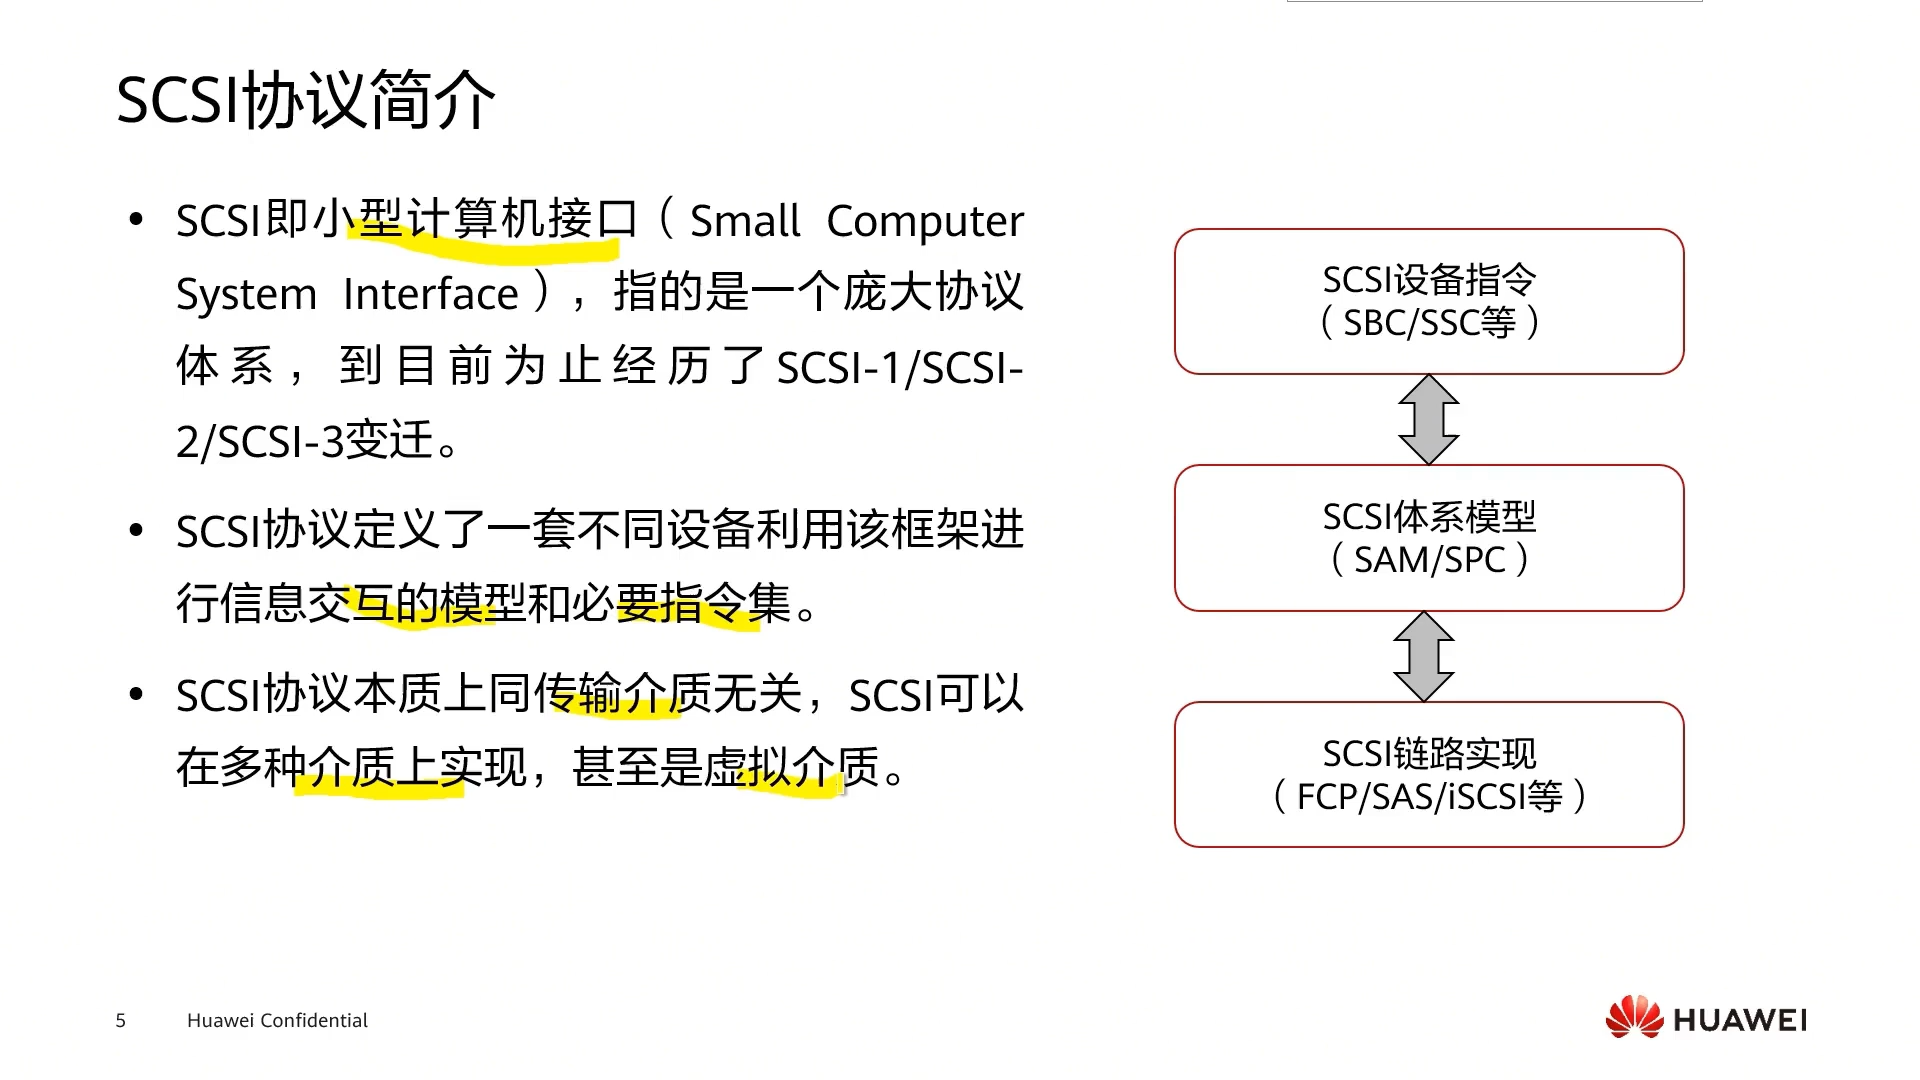 SCSI协议简介
• SCSI即小型计算机接口（Small Computer
System Interface），指的是一个庞大协议
体系，到目前为止经历了SCSI-1/SCSI-
2/SCSI-3变迁。
• SCSI协议定义了一套不同设备利用该框架进
行信息交互的模型和必要指令集。
• SCSI协议本质上同传输介质无关，SCSI可以
在多种介质上实现，甚至是虚拟介质。
SCSI设备指令
（SBC/SSC等）
SCSI体系模型
（SAM/SPC）
SCSI链路实现
（FCP/SAS/iSCSI等）
5 Huawei Confidential
HUAWEI